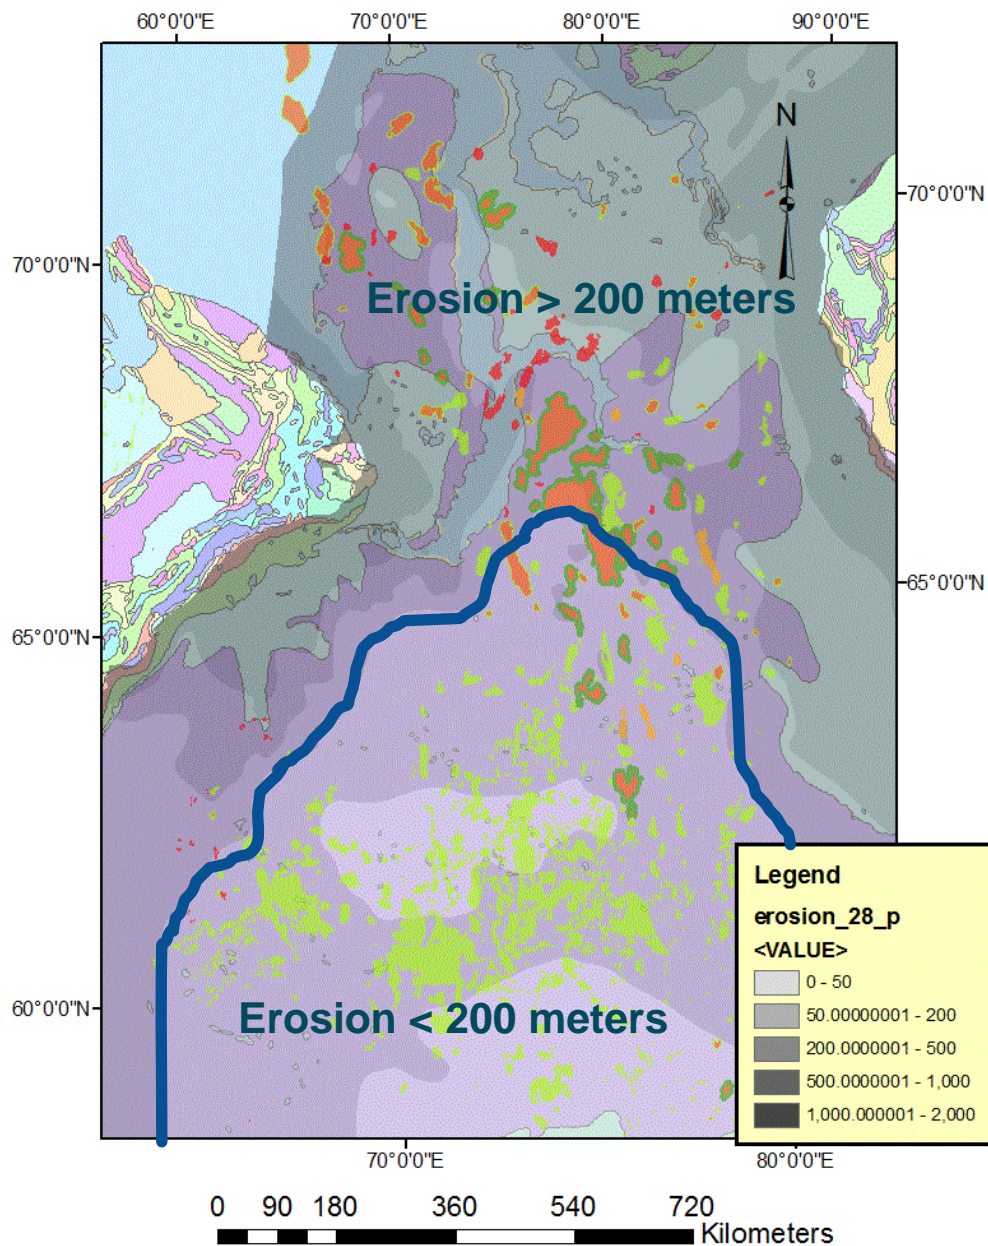 60°0'0"E 70°0'0"E 80°0'0"E 90°0'0"E
N
70°0'0"N
70°0'0"N
Erosion > 200 meters
65°0'0"N
65°0'0"N
Legend
erosion_28_p
<VALUE>
0 - 50
50.00000001 - 200
200.0000001 - 500
500.0000001 - 1,000
1,000.000001 - 2,000
60°0'0"N
Erosion < 200 meters
70°0'0"E 80°0'0"E
0 90 180 360 540 720
Kilometers